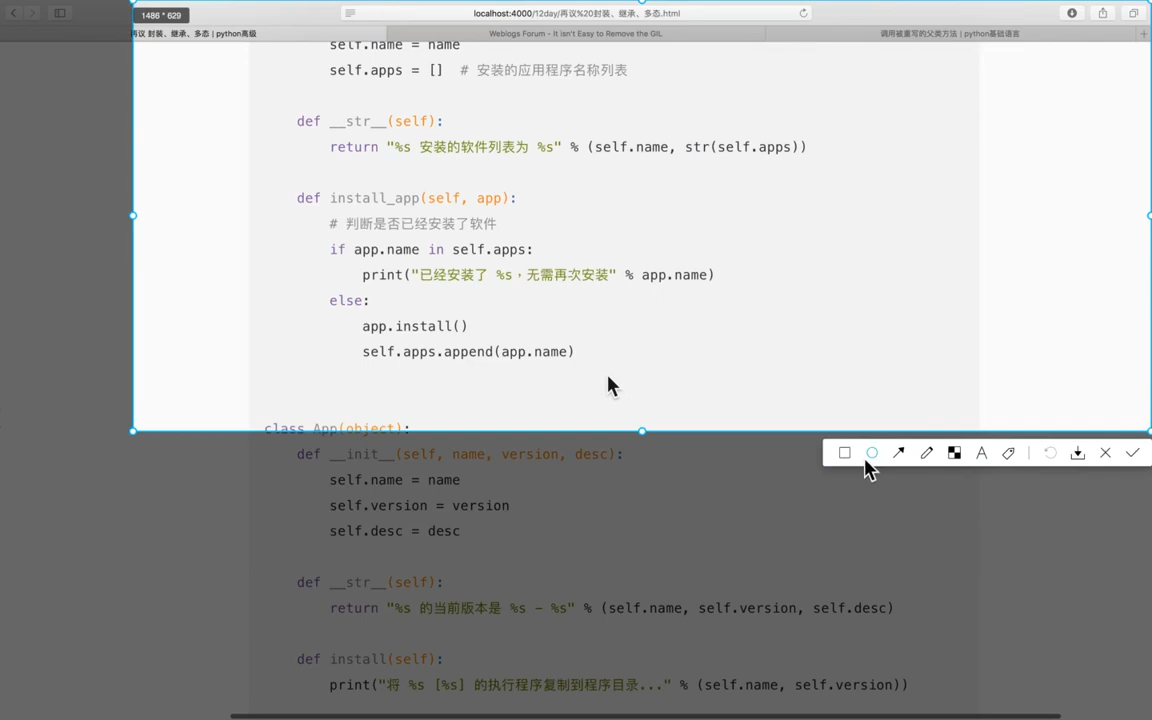 1486 * 629
localhost:4000/12day/再议%20封装、继承、多态.html
再议 封装、继承、多态 | python高级
Weblogs Forum - It isn't Easy to Remove the GIL
调用被重写的父类方法 | python基础语言
self.name = name
self.apps = []  # 安装的应用程序名称列表
def __str__(self):
return "%s 安装的软件列表为 %s" % (self.name, str(self.apps))
def install_app(self, app):
# 判断是否已经安装了软件
if app.name in self.apps:
print("已经安装了 %s，无需再次安装" % app.name)
else:
app.install()
self.apps.append(app.name)
class App(object):
def __init__(self, name, version, desc):
self.name = name
self.version = version
self.desc = desc
def __str__(self):
return "%s 的当前版本是 %s - %s" % (self.name, self.version, self.desc)
def install(self):
print("将 %s [%s] 的执行程序复制到程序目录..." % (self.name, self.version))